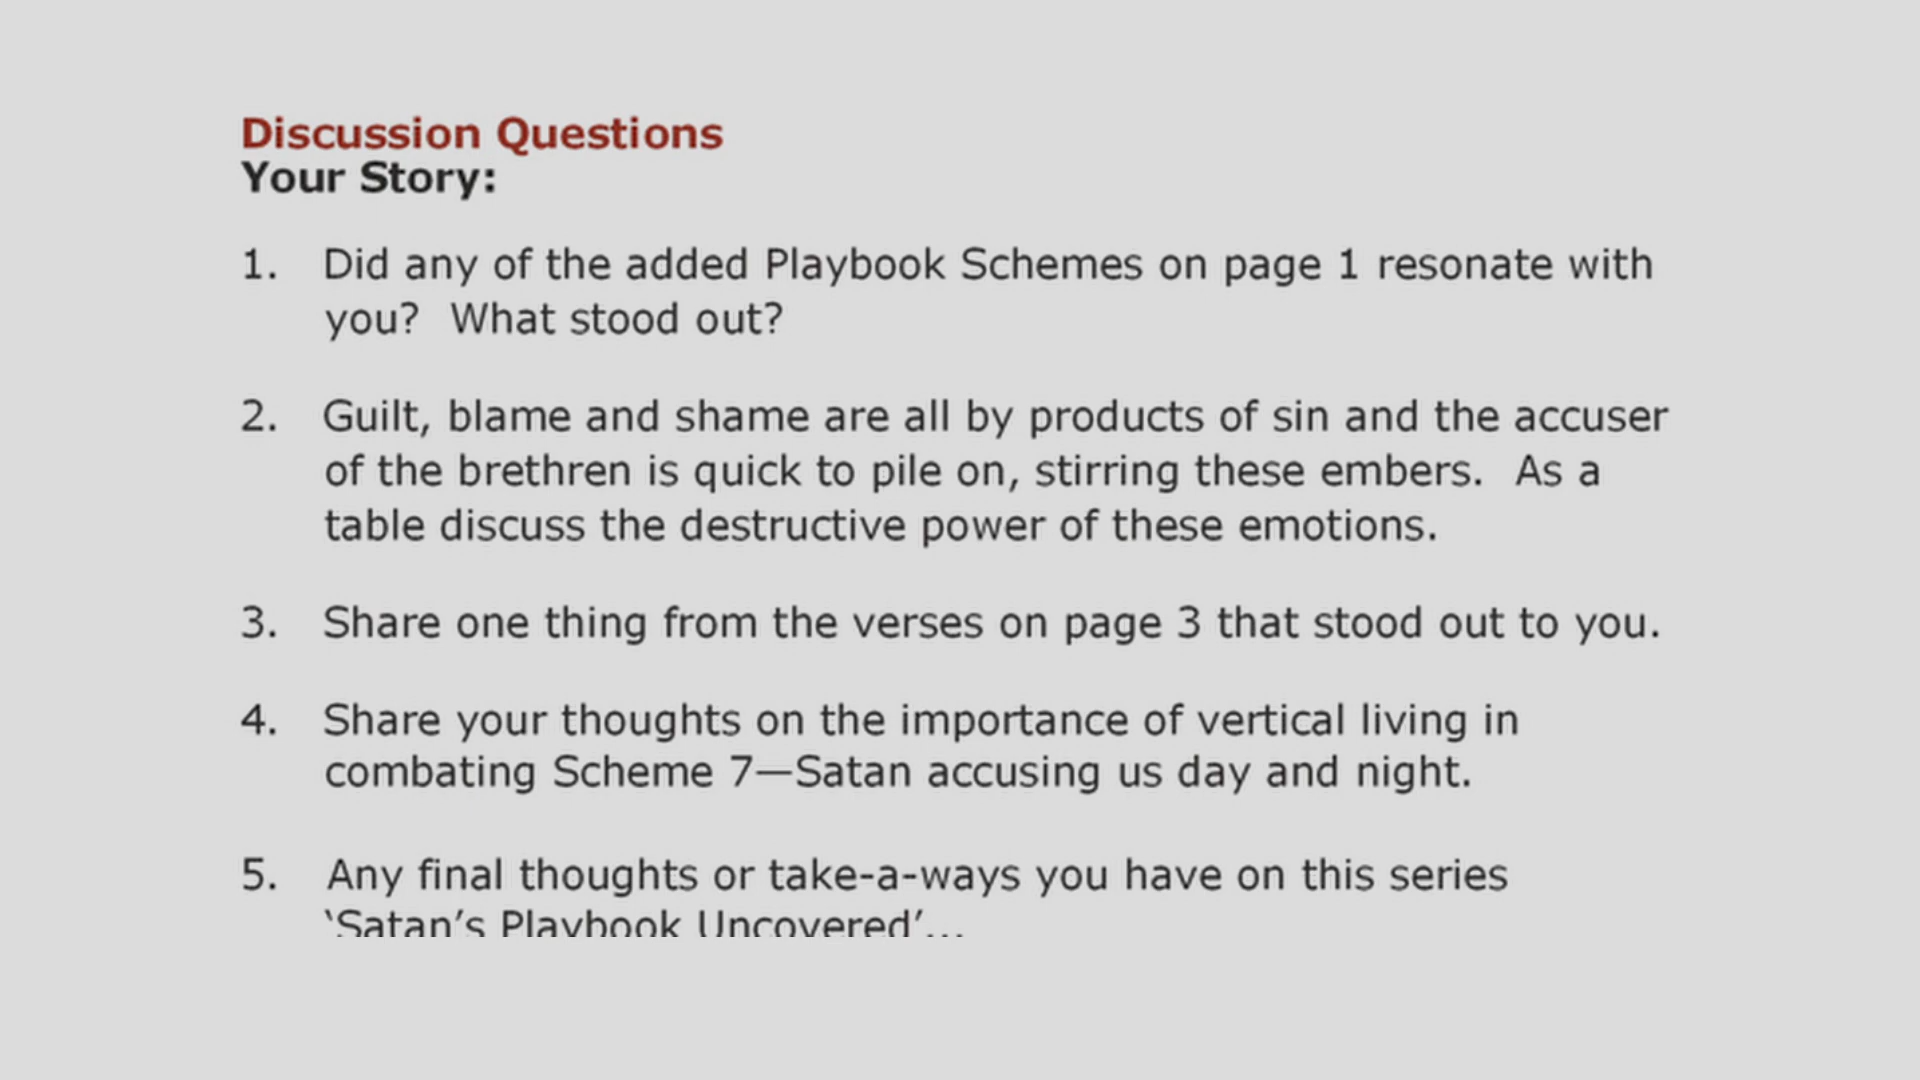 Discussion Questions
Your Story:
1. Did any of the added Playbook Schemes on page 1 resonate with
you?  What stood out?
2. Guilt, blame and shame are all by products of sin and the accuser
of the brethren is quick to pile on, stirring these embers.  As a
table discuss the destructive power of these emotions.
3. Share one thing from the verses on page 3 that stood out to you.
4. Share your thoughts on the importance of vertical living in
combating Scheme 7—Satan accusing us day and night.
5. Any final thoughts or take-a-ways you have on this series
‘Satan’s Playbook Uncovered’...